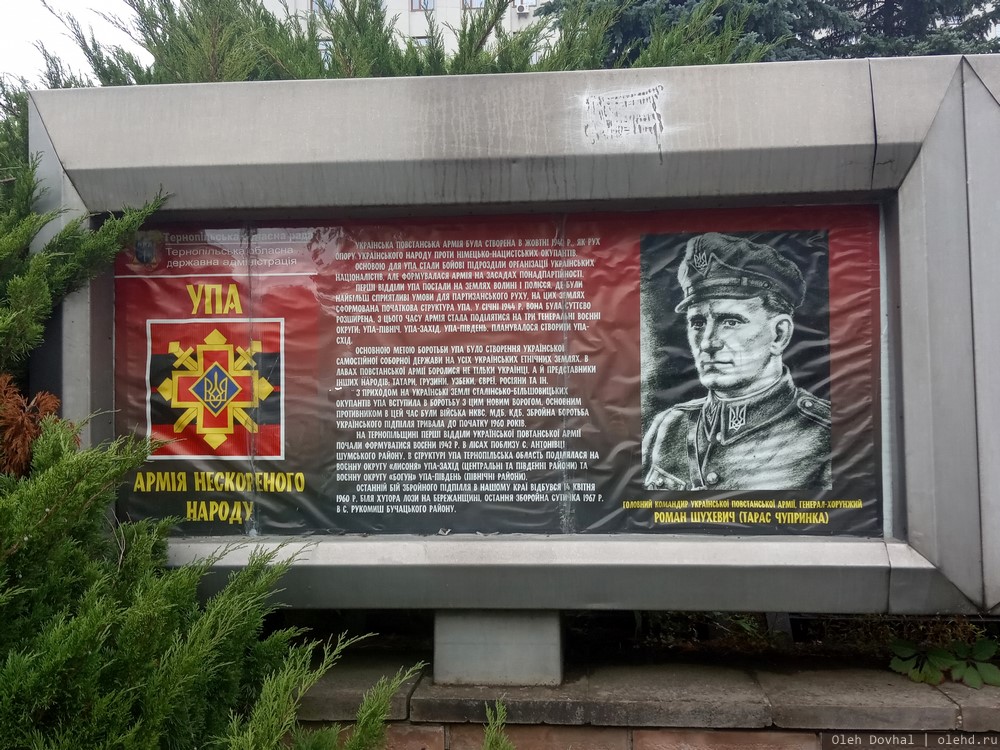 Тернопільська обласна рада
Тернопільська обласна
державна адміністрація
УПА
АРМІЯ НЕСКОРЕНОГО
НАРОДУ
УКРАЇНСЬКА ПОВСТАНСЬКА АРМІЯ БУЛА СТВОРЕНА В ЖОВТНІ 1940 Р., ЯК РУХ
ОПОРУ УКРАЇНСЬКОГО НАРОДУ ПРОТИ НІМЕЦЬКО-НАЦИСТСЬКИХ ОКУПАНТІВ.
ОСНОВОЮ ДЛЯ УПА СТАЛИ БОЙОВІ ПІДРОЗДІЛИ ОРГАНІЗАЦІЇ УКРАЇНСЬКИХ
НАЦІОНАЛІСТІВ, АЛЕ ФОРМУВАЛАСЯ АРМІЯ НА ЗАСАДАХ ПОНАДПАРТІЙНОСТІ.
ПЕРШІ ВІДДІЛИ УПА ПОСТАЛИ НА ЗЕМЛЯХ ВОЛИНІ І ПОЛІССЯ, ДЕ БУЛИ
НАЙБІЛЬШ СПРИЯТЛИВІ УМОВИ ДЛЯ ПАРТИЗАНСЬКОГО РУХУ. НА ЦИХ ЗЕМЛЯХ
СФОРМОВАНА ПОЧАТКОВА СТРУКТУРА УПА. У СІЧНІ 1944 Р. ВОНА БУЛА СУТТЄВО
РОЗШИРЕНА. З ЦЬОГО ЧАСУ АРМІЯ СТАЛА ПОДІЛЯТИСЯ НА ТРИ ГЕНЕРАЛЬНІ ВОЄННІ
ОКРУГИ: УПА-ПІВНІЧ, УПА-ЗАХІД, УПА-ПІВДЕНЬ. ПЛАНУВАЛОСЯ СТВОРИТИ УПА-
СХІД.
ОСНОВНОЮ МЕТОЮ БОРОТЬБИ УПА БУЛО СТВОРЕННЯ УКРАЇНСЬКОЇ
САМОСТІЙНОЇ СОБОРНОЇ ДЕРЖАВИ НА УСІХ УКРАЇНСЬКИХ ЕТНІЧНИХ ЗЕМЛЯХ. В
ЛАВАХ ПОВСТАНСЬКОЇ АРМІЇ БОРОЛИСЯ НЕ ТІЛЬКИ УКРАЇНЦІ, А Й ПРЕДСТАВНИКИ
ІНШИХ НАРОДІВ: ТАТАРИ, ГРУЗИНИ, УЗБЕКИ, ЄВРЕЇ, РОСІЯНИ ТА ІН.
З ПРИХОДОМ НА УКРАЇНСЬКІ ЗЕМЛІ СТАЛІНСЬКО-БІЛЬШОВИЦЬКИХ
ОКУПАНТІВ УПА ВСТУПИЛА В БОРОТЬБУ З ЦИМ НОВИМ ВОРОГОМ. ОСНОВНИМ
ПРОТИВНИКОМ В ЦЕЙ ЧАС БУЛИ ВІЙСЬКА НКВС, МДБ, КДБ. ЗБРОЙНА БОРОТЬБА
УКРАЇНСЬКОГО ПІДПІЛЛЯ ТРИВАЛА ДО ПОЧАТКУ 1960 РОКІВ.
НА ТЕРНОПІЛЬЩИНІ ПЕРШІ ВІДДІЛИ УКРАЇНСЬКОЇ ПОВТАНСЬКОЇ АРМІЇ
ПОЧАЛИ ФОРМУВАТИСЯ ВОСЕНИ 1942 Р. В ЛІСАХ ПОБЛИЗУ С. АНТОНІВЦІ
ШУМСЬКОГО РАЙОНУ. В СТРУКТУРІ УПА ТЕРНОПІЛЬСЬКА ОБЛАСТЬ ПОДІЛЯЛАСЯ НА
ВОЄННУ ОКРУГУ «ЛИСОНЯ» УПА-ЗАХІД (ЦЕНТРАЛЬНІ ТА ПІВДЕННІ РАЙОНИ) ТА
ВОЄННУ ОКРУГУ «БОГУН» УПА-ПІВДЕНЬ (ПІВНІЧНІ РАЙОНИ).
ОСТАННІЙ БІЙ ЗБРОЙНОГО ПІДПІЛЛЯ В НАШОМУ КРАЇ ВІДБУВСЯ 14 КВІТНЯ
1960 Р. БІЛЯ ХУТОРА ЛОЗИ НА БЕРЕЖАНЩИНІ. ОСТАННЯ ЗБРОЙНА СУТИЧКА 1967 Р.
В С. РУКОМИШ БУЧАЦЬКОГО РАЙОНУ.
ГОЛОВНИЙ КОМАНДИР УКРАЇНСЬКОЇ ПОВСТАНСЬКОЇ АРМІЇ, ГЕНЕРАЛ-ХОРУНЖИЙ
РОМАН ШУХЕВИЧ (ТАРАС ЧУПРИНКА)
Oleh Dovhal | olehd.ru